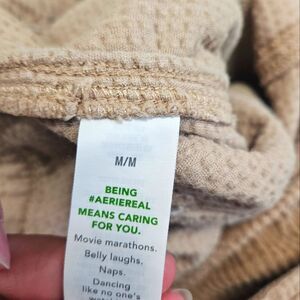 M/M
BEING
#AERIEREAL
MEANS CARING
FOR YOU.
Movie marathons.
Belly laughs.
Naps.
Dancing
like no one's